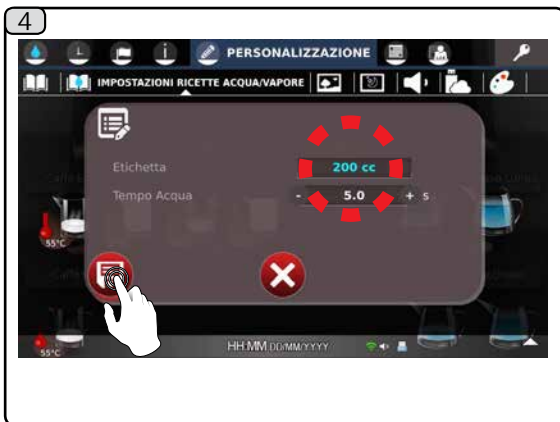 4
PERSONALIZZAZIONE
IMPOSTAZIONI RICETTE ACQUA/VAPORE
Etichetta
200 cc
Tempo Acqua
- 5.0 + s
55°C
55°C
HH:MM DD/MM/YYYY